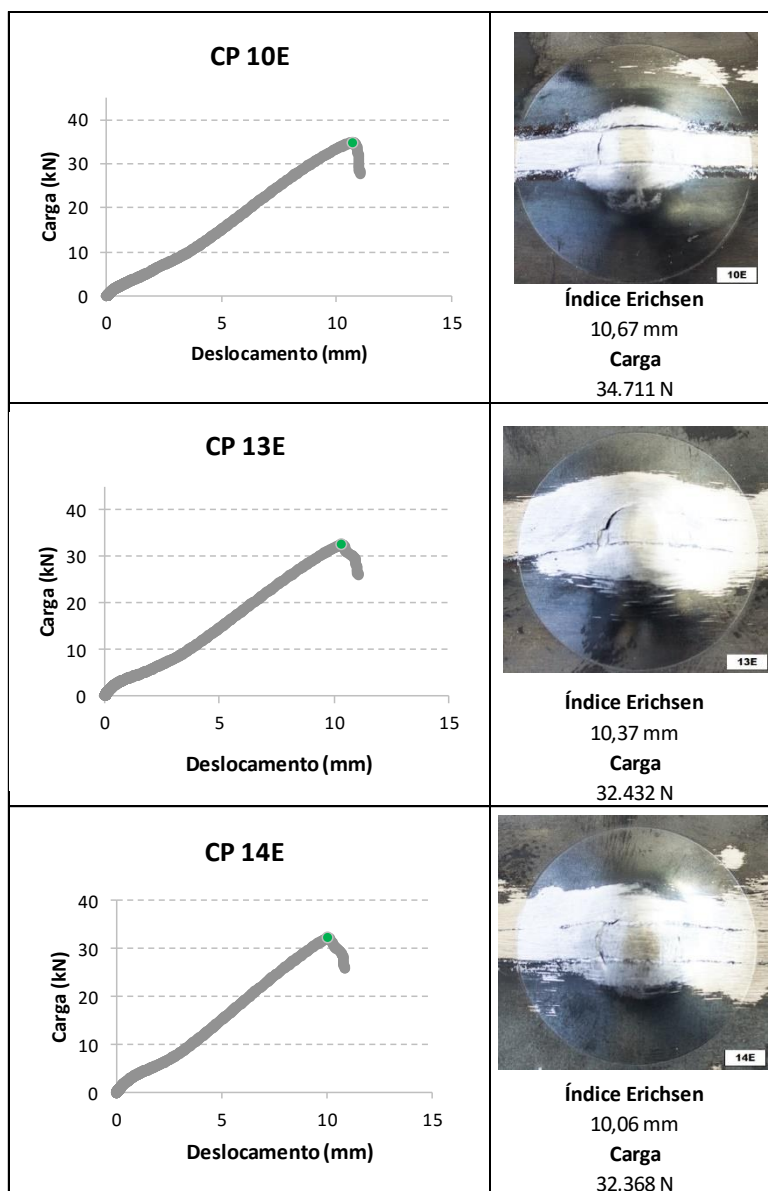 CP 10E
40
30
20
10
0
Carga (kN)
0 5 10 15
Deslocamento (mm)
10E
Índice Erichsen
10,67 mm
Carga
34.711 N
CP 13E
40
30
20
10
0
Carga (kN)
0 5 10 15
Deslocamento (mm)
13E
Índice Erichsen
10,37 mm
Carga
32.432 N
CP 14E
40
30
20
10
0
Carga (kN)
0 5 10 15
Deslocamento (mm)
14E
Índice Erichsen
10,06 mm
Carga
32.368 N